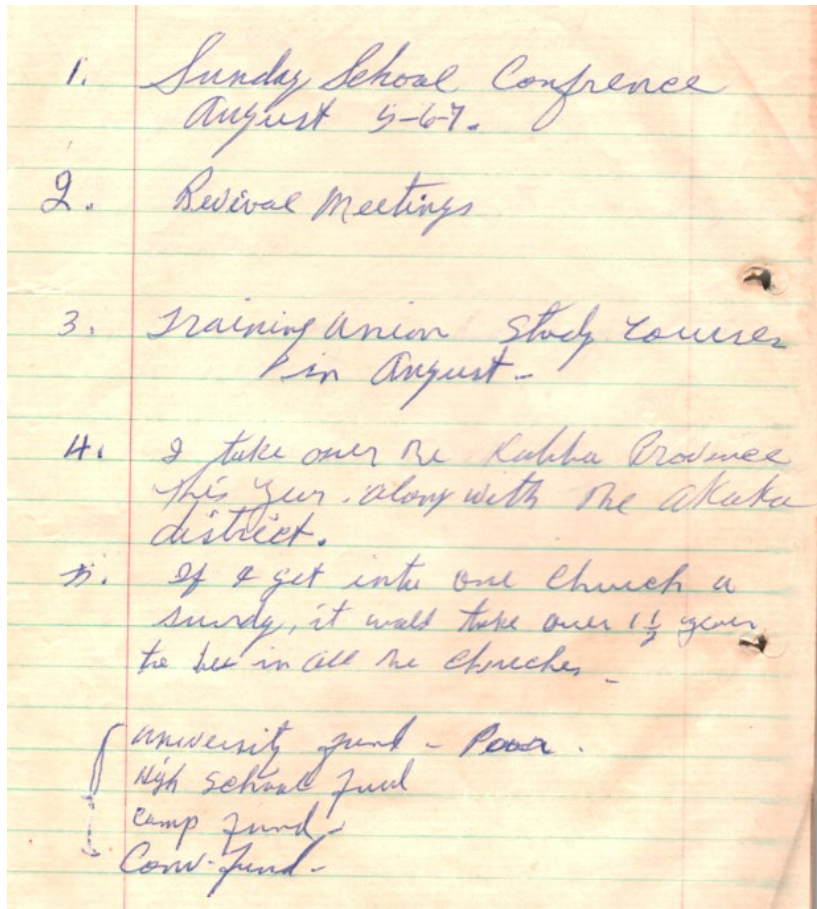 1. Sunday School Confrence
August 5-6-7.
2. Revival Meetings
3. Training Union Study Courses
in August -
4. I take over the Kabba Province
this year. along with the Akoko
district.
5. If I get into one Church a
sunday, it would take over 1½ years
to be in all the churches -
University fund - Poor.
High School fund
Camp fund -
Conv. fund -